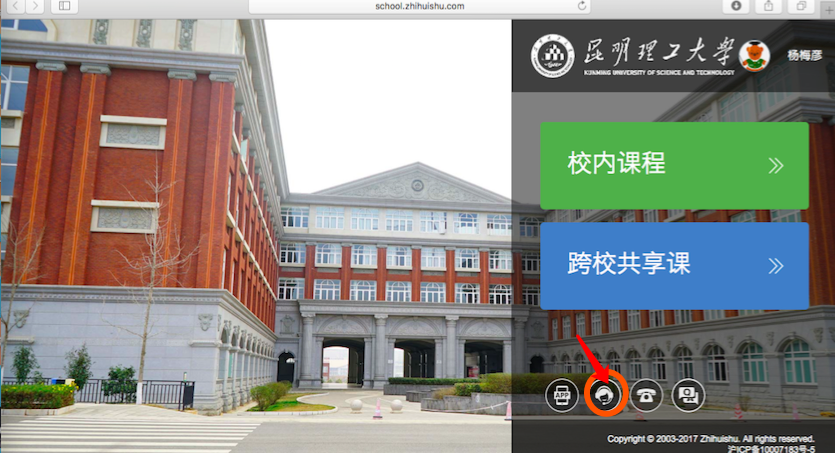 school.zhihuishu.com
昆明理工大学
KUNMING UNIVERSITY OF SCIENCE AND TECHNOLOGY
杨梅彦
校内课程
跨校共享课
APP
Copyright © 2003-2017 Zhihuishu. All rights reserved.
沪ICP备10007183号-5